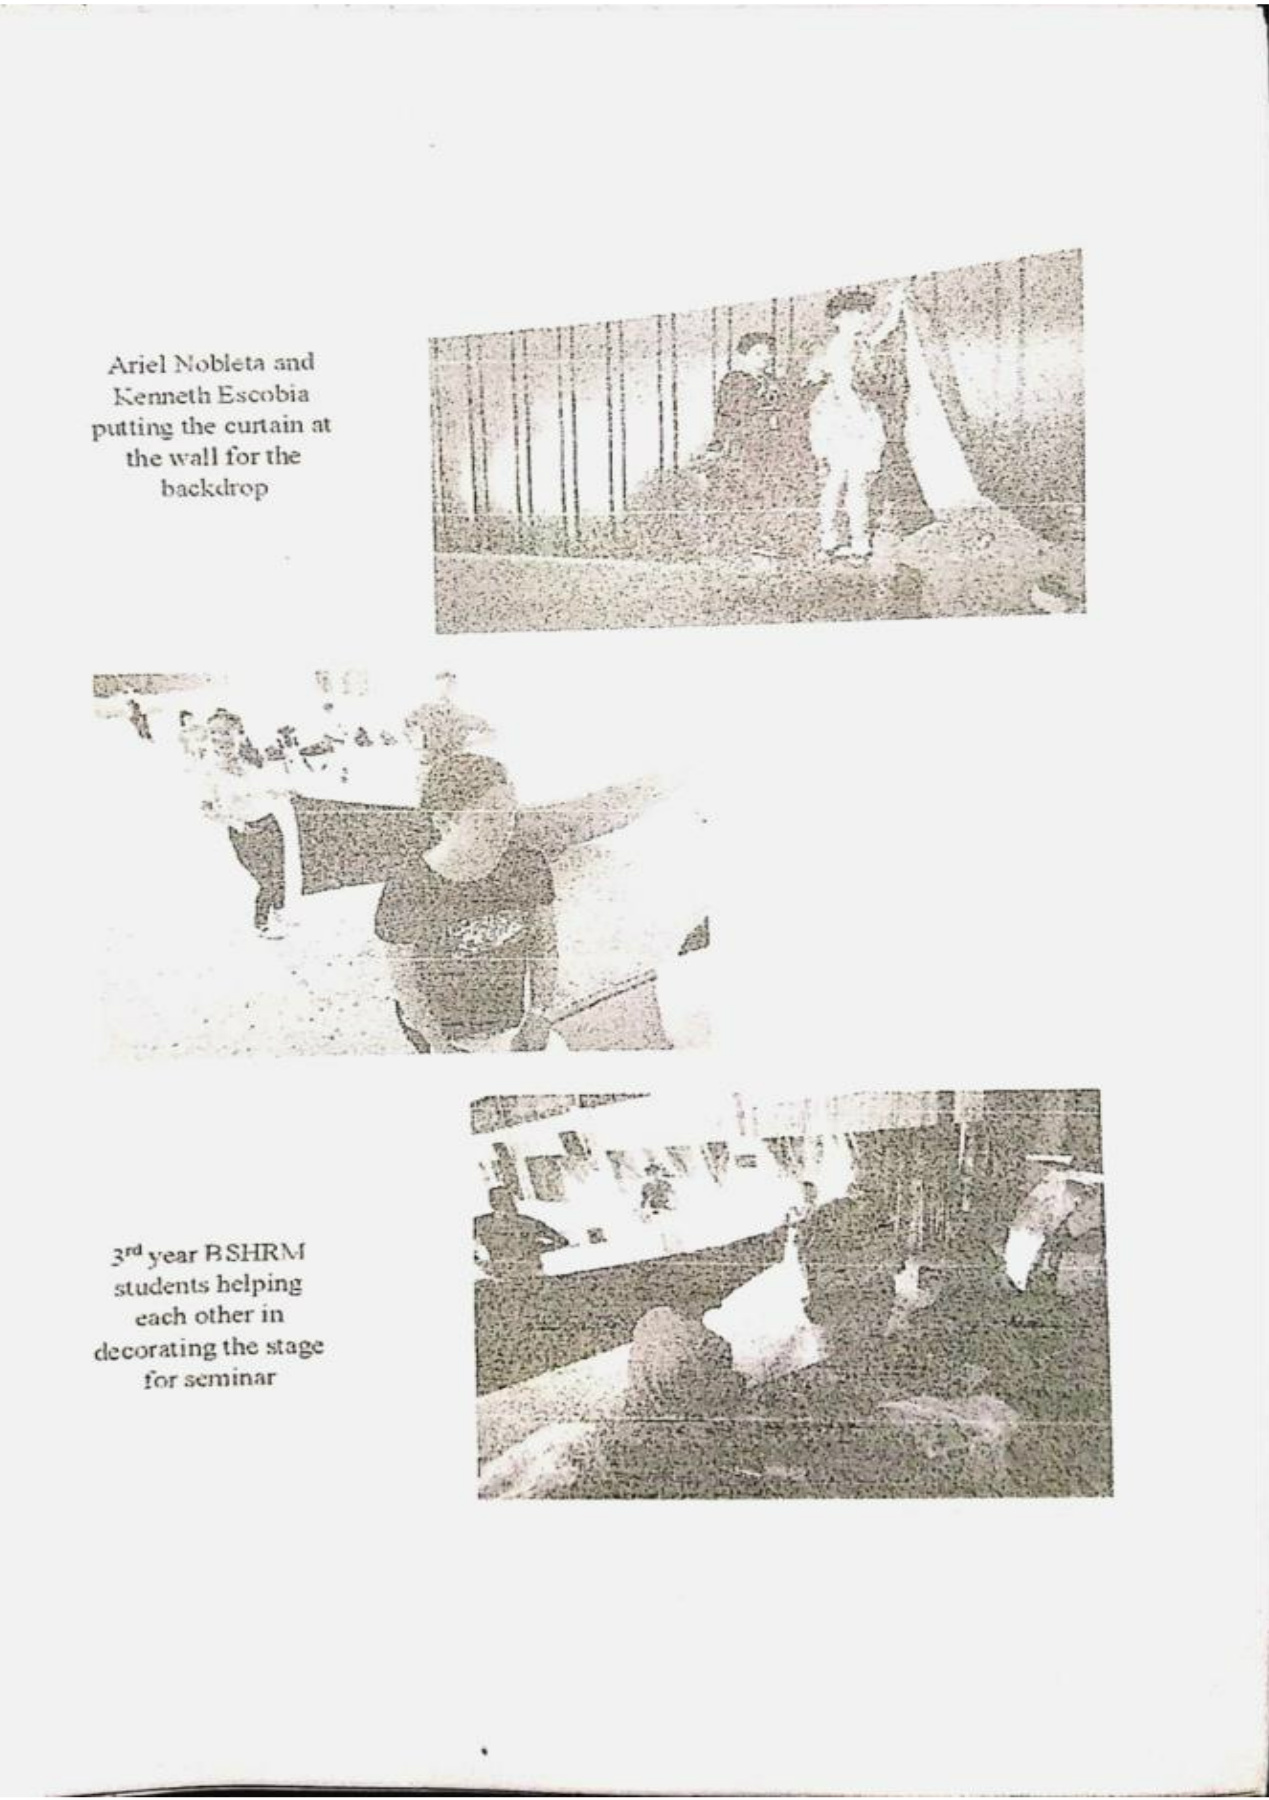 Ariel Nobleta and
Kenneth Escobia
putting the curtain at
the wall for the
backdrop
3rd year BSHRM
students helping
each other in
decorating the stage
for seminar